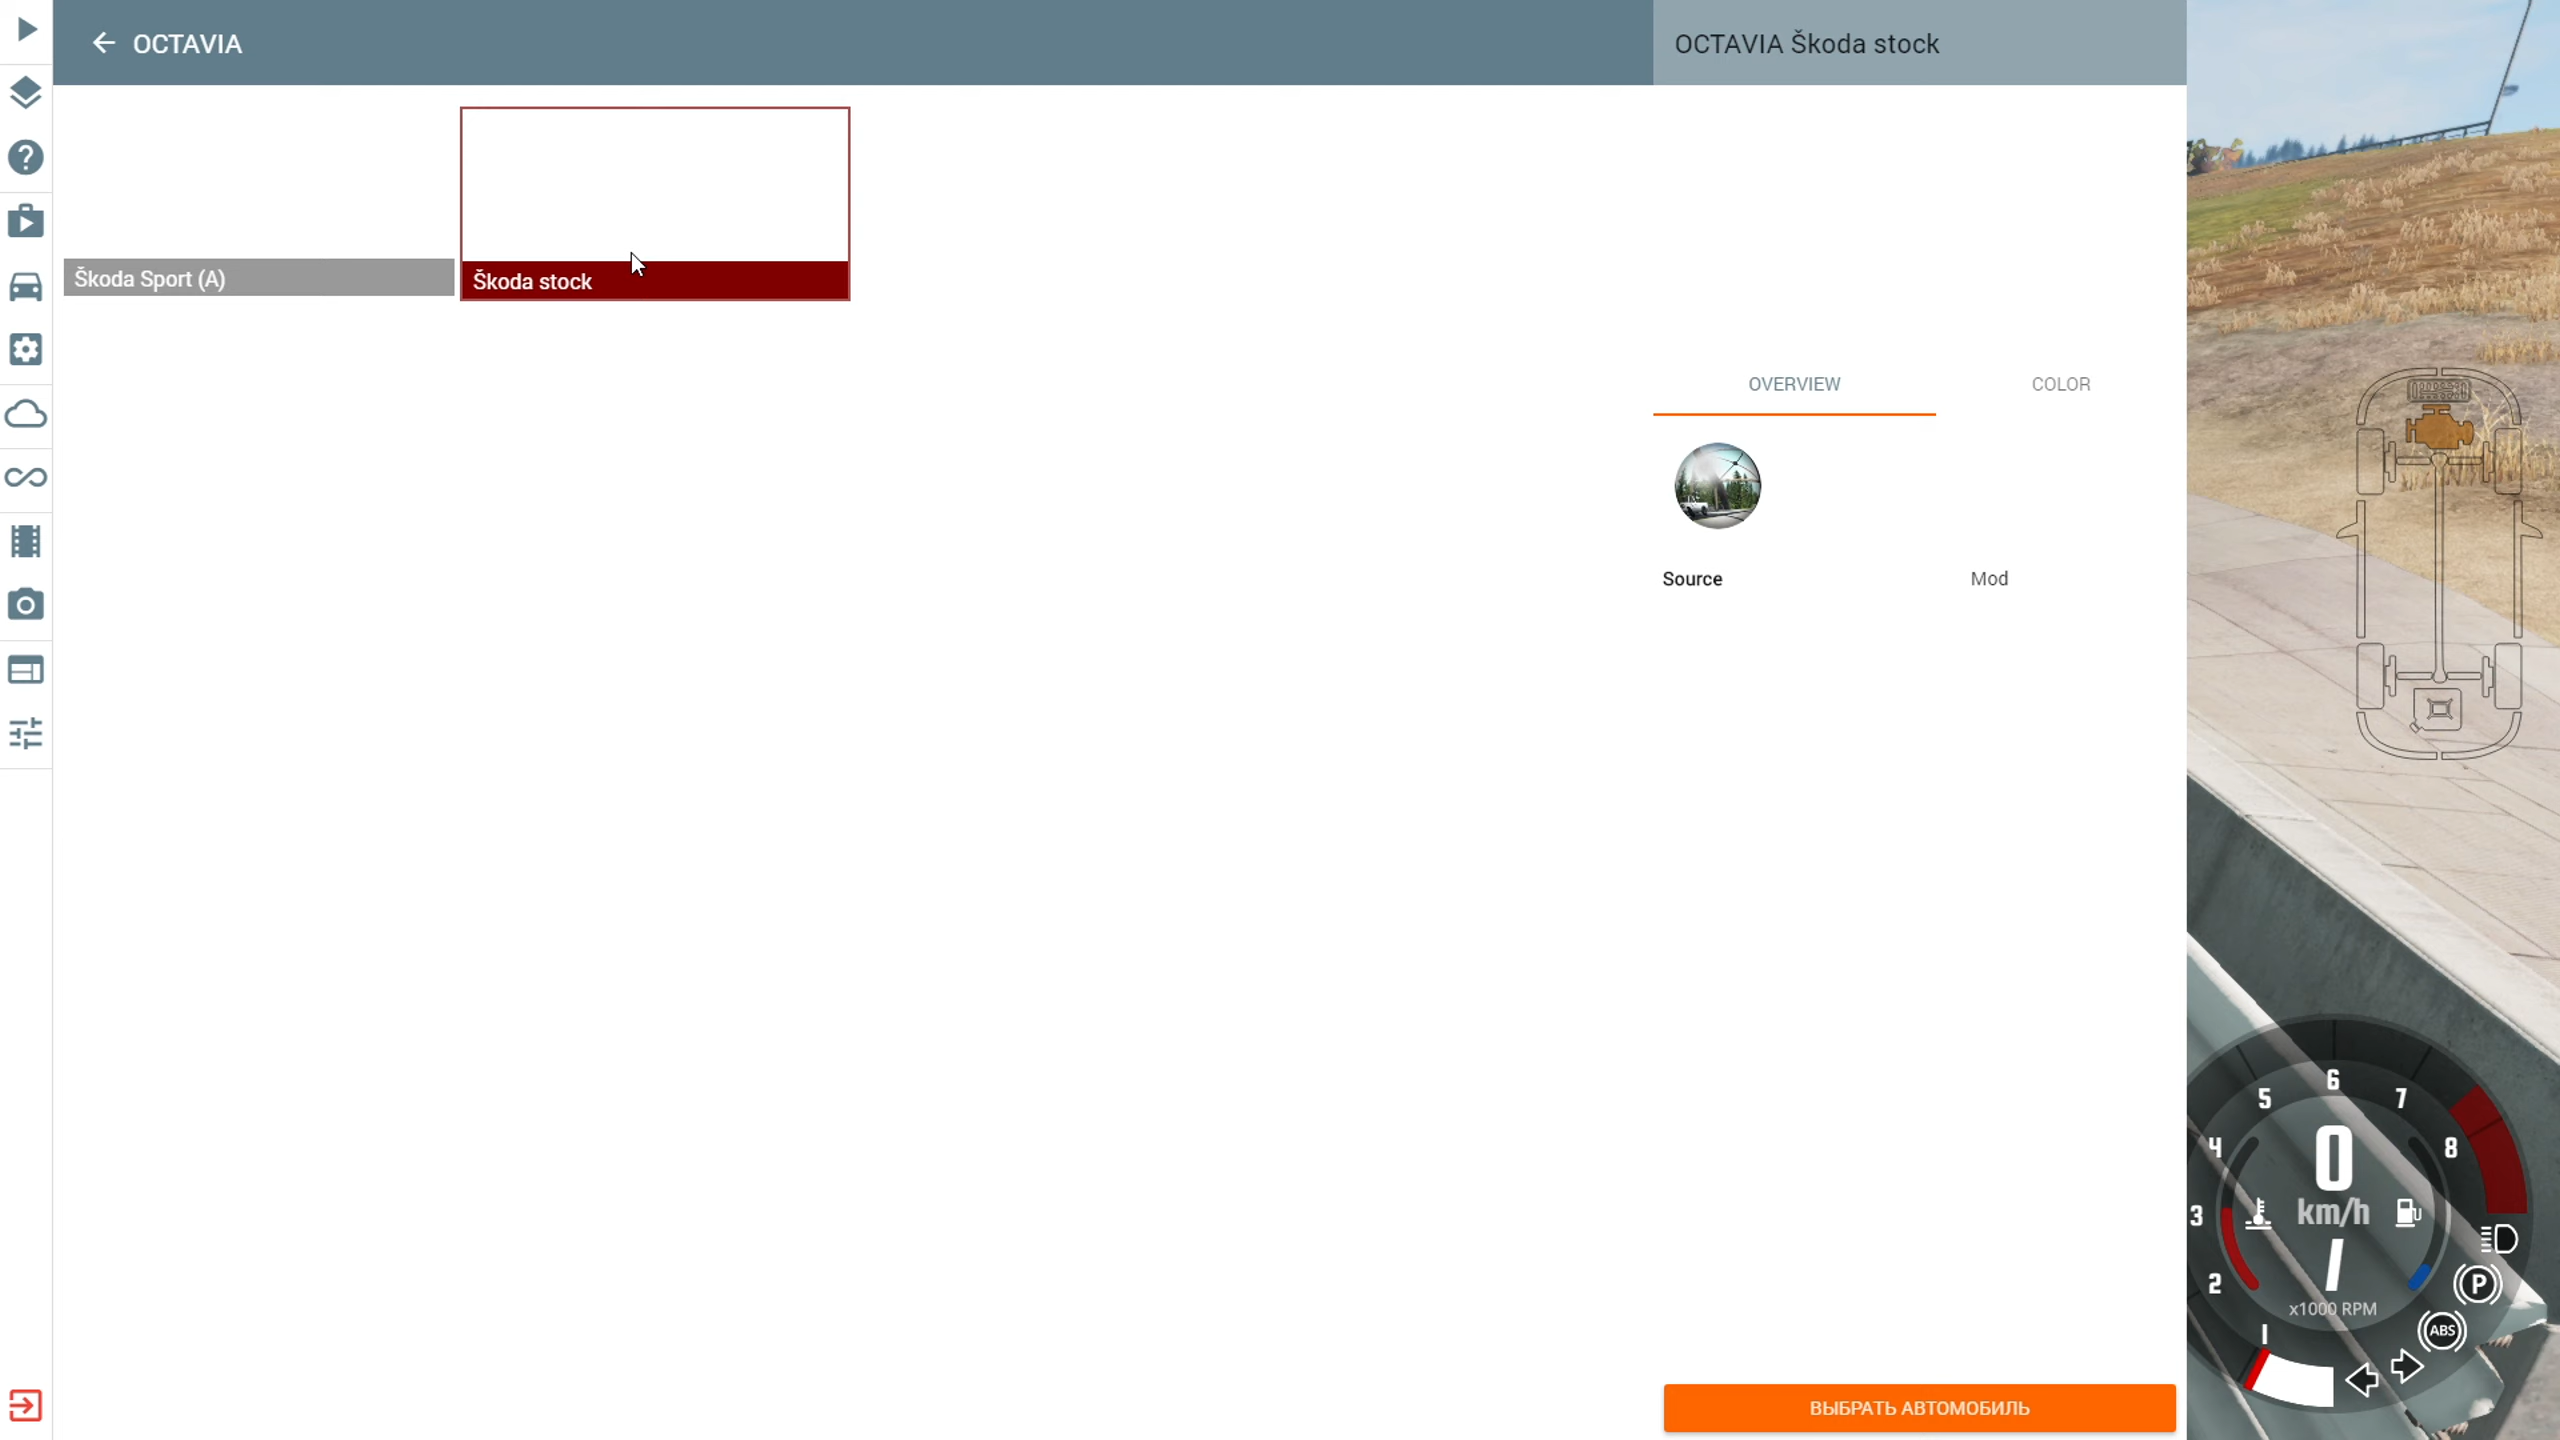 OCTAVIA
OCTAVIA Škoda stock
Škoda Sport (A)
Škoda stock
OVERVIEW
COLOR
Source
Mod
ВЫБРАТЬ АВТОМОБИЛЬ
6
5
7
4
8
0
3
km/h
1
2
P
x1000 RPM
ABS
1